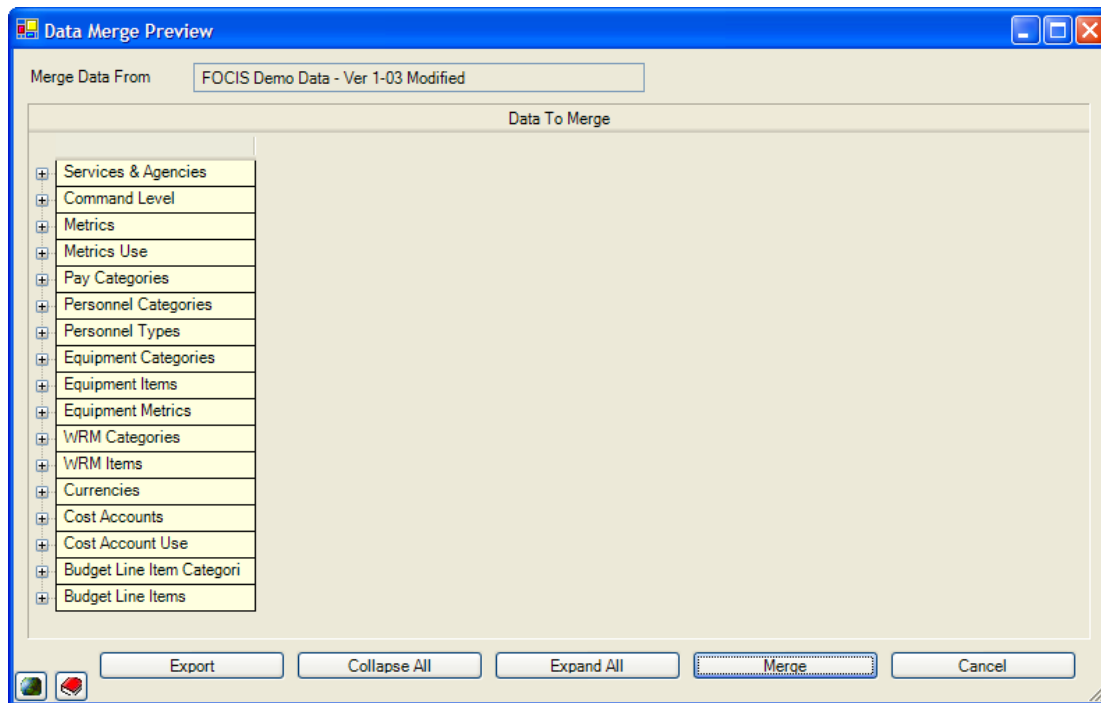 Data Merge Preview
Merge Data From FOCIS Demo Data - Ver 1-03 Modified
Data To Merge
Services & Agencies
Command Level
Metrics
Metrics Use
Pay Categories
Personnel Categories
Personnel Types
Equipment Categories
Equipment Items
Equipment Metrics
WRM Categories
WRM Items
Currencies
Cost Accounts
Cost Account Use
Budget Line Item Categori
Budget Line Items
Export Collapse All Expand All Merge Cancel